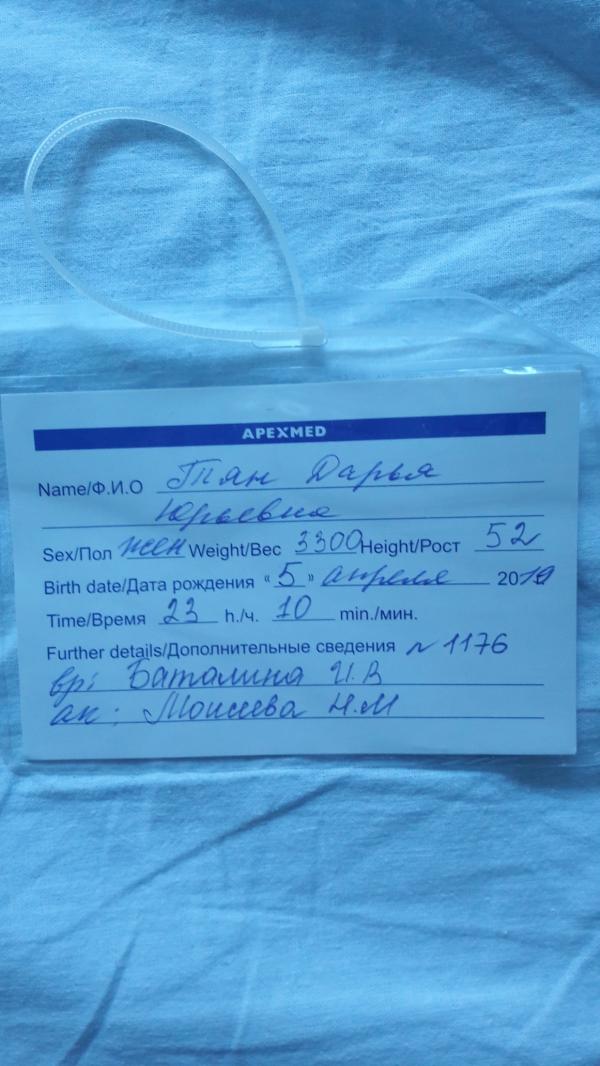 APEXMED
Name/Ф.И.О Тян Дарья
Юрьевна
Sex/Пол жен Weight/Вес 3300 Height/Рост 52
Birth date/Дата рождения «5» апреля 2019
Time/Время 23 h./ч. 10 min./мин.
Further details/Дополнительные сведения № 1176
вр: Баталина И.В
ак: Моисеева Н.М